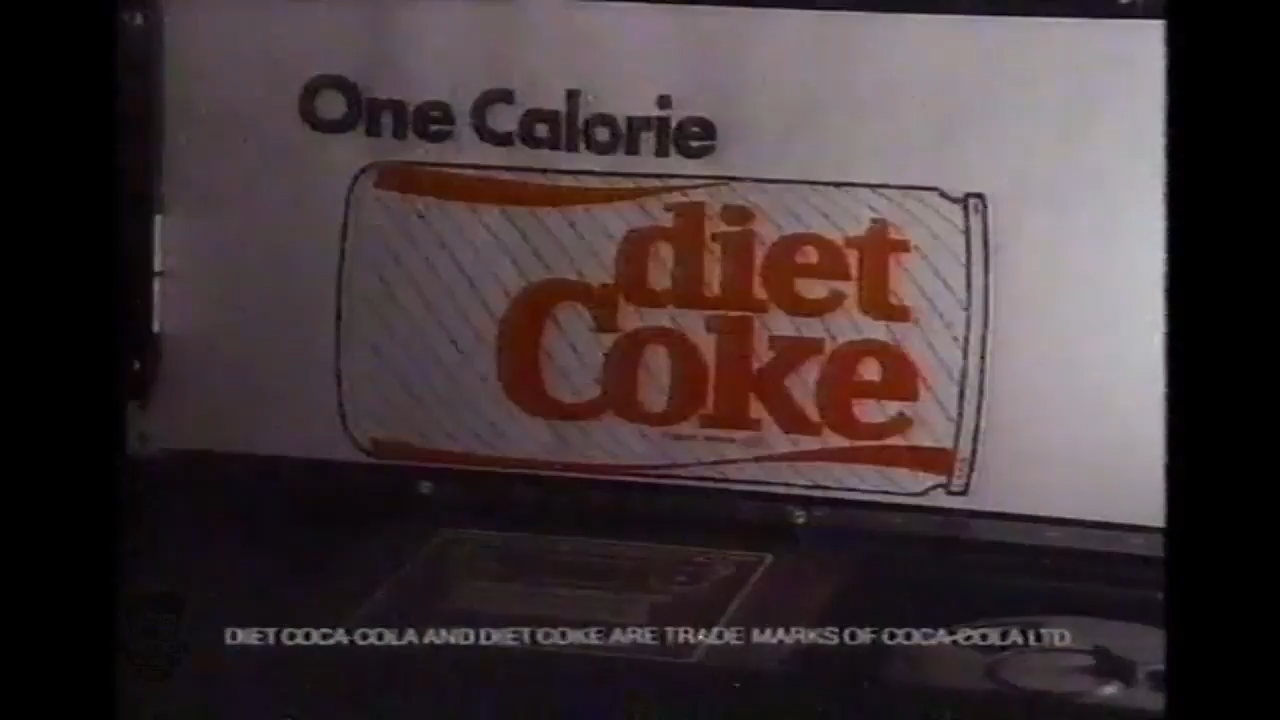 One Calorie
diet
Coke
DIET COCA-COLA AND DIET COKE ARE TRADE MARKS OF COCA-COLA LTD.